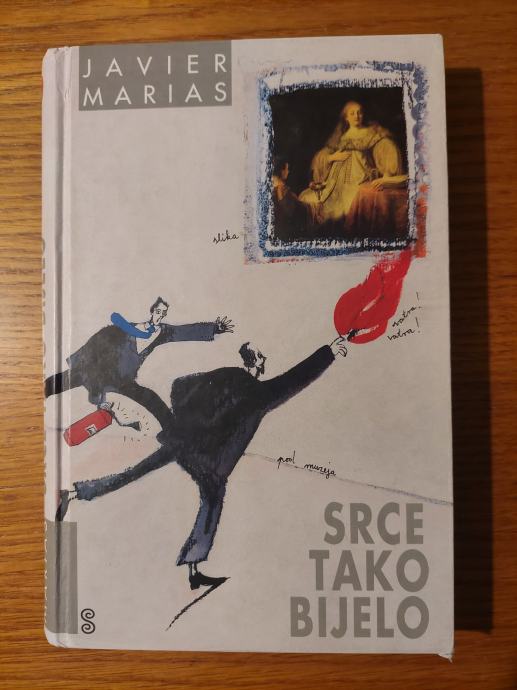 JAVIER
MARIAS
slika
vatra!
vatra!
pod muzeja
SRCE
TAKO
BIJELO